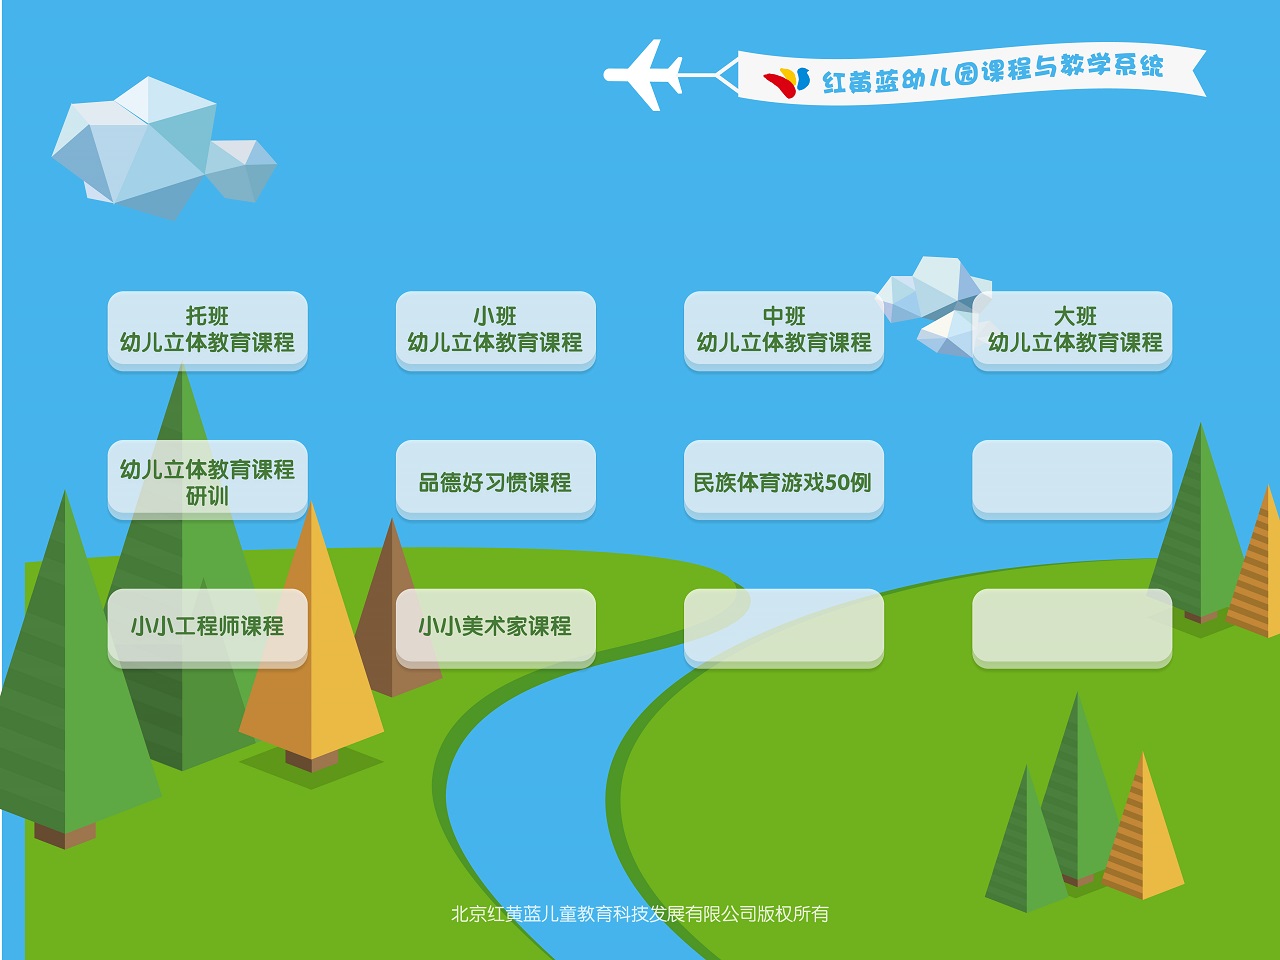 红黄蓝幼儿园课程与教学系统
托班
幼儿立体教育课程
小班
幼儿立体教育课程
中班
幼儿立体教育课程
大班
幼儿立体教育课程
幼儿立体教育课程
研训
品德好习惯课程
民族体育游戏50例
小小工程师课程
小小美术家课程
北京红黄蓝儿童教育科技发展有限公司版权所有